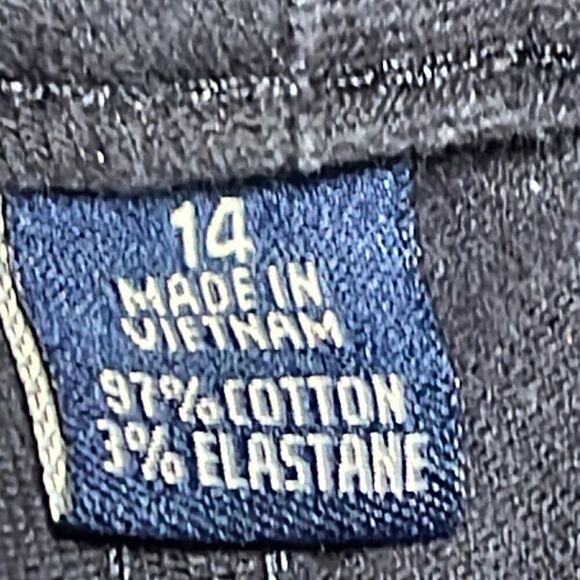 14
MADE IN
VIETNAM
97% COTTON
3% ELASTANE